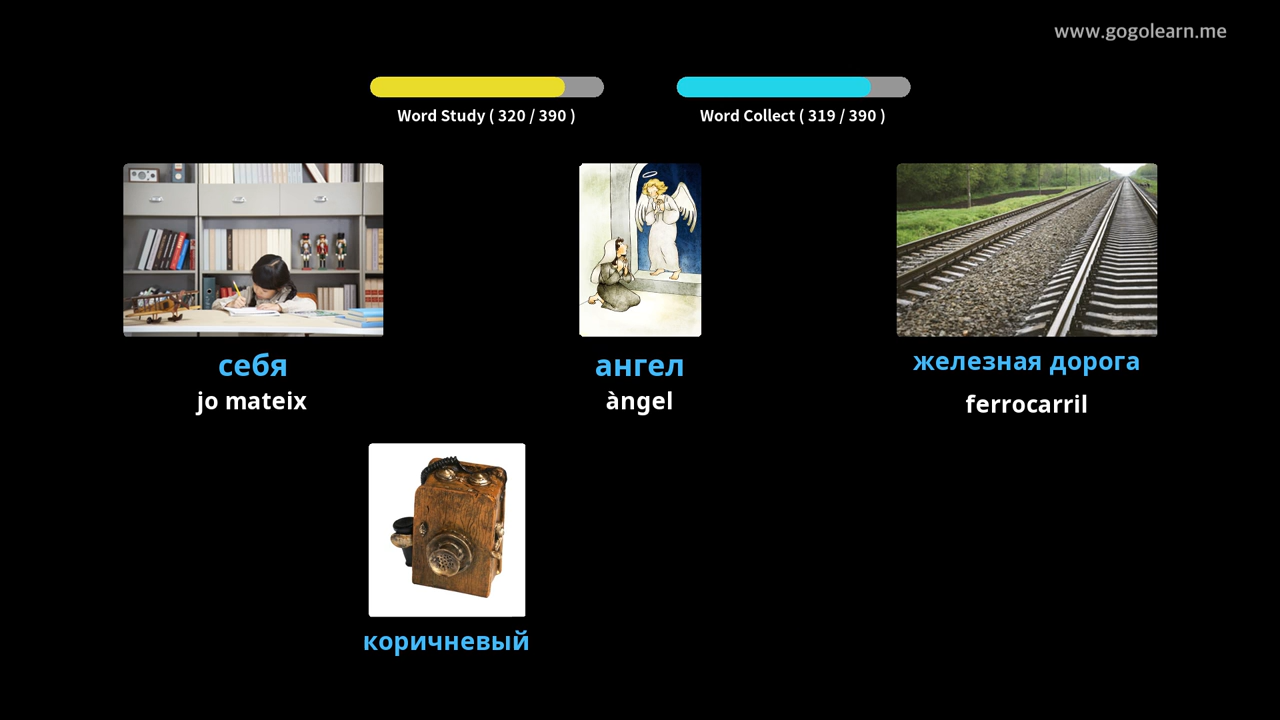 www.gogolearn.me
Word Study ( 320 / 390 )
Word Collect ( 319 / 390 )
себя
jo mateix
ангел
àngel
железная дорога
ferrocarril
коричневый